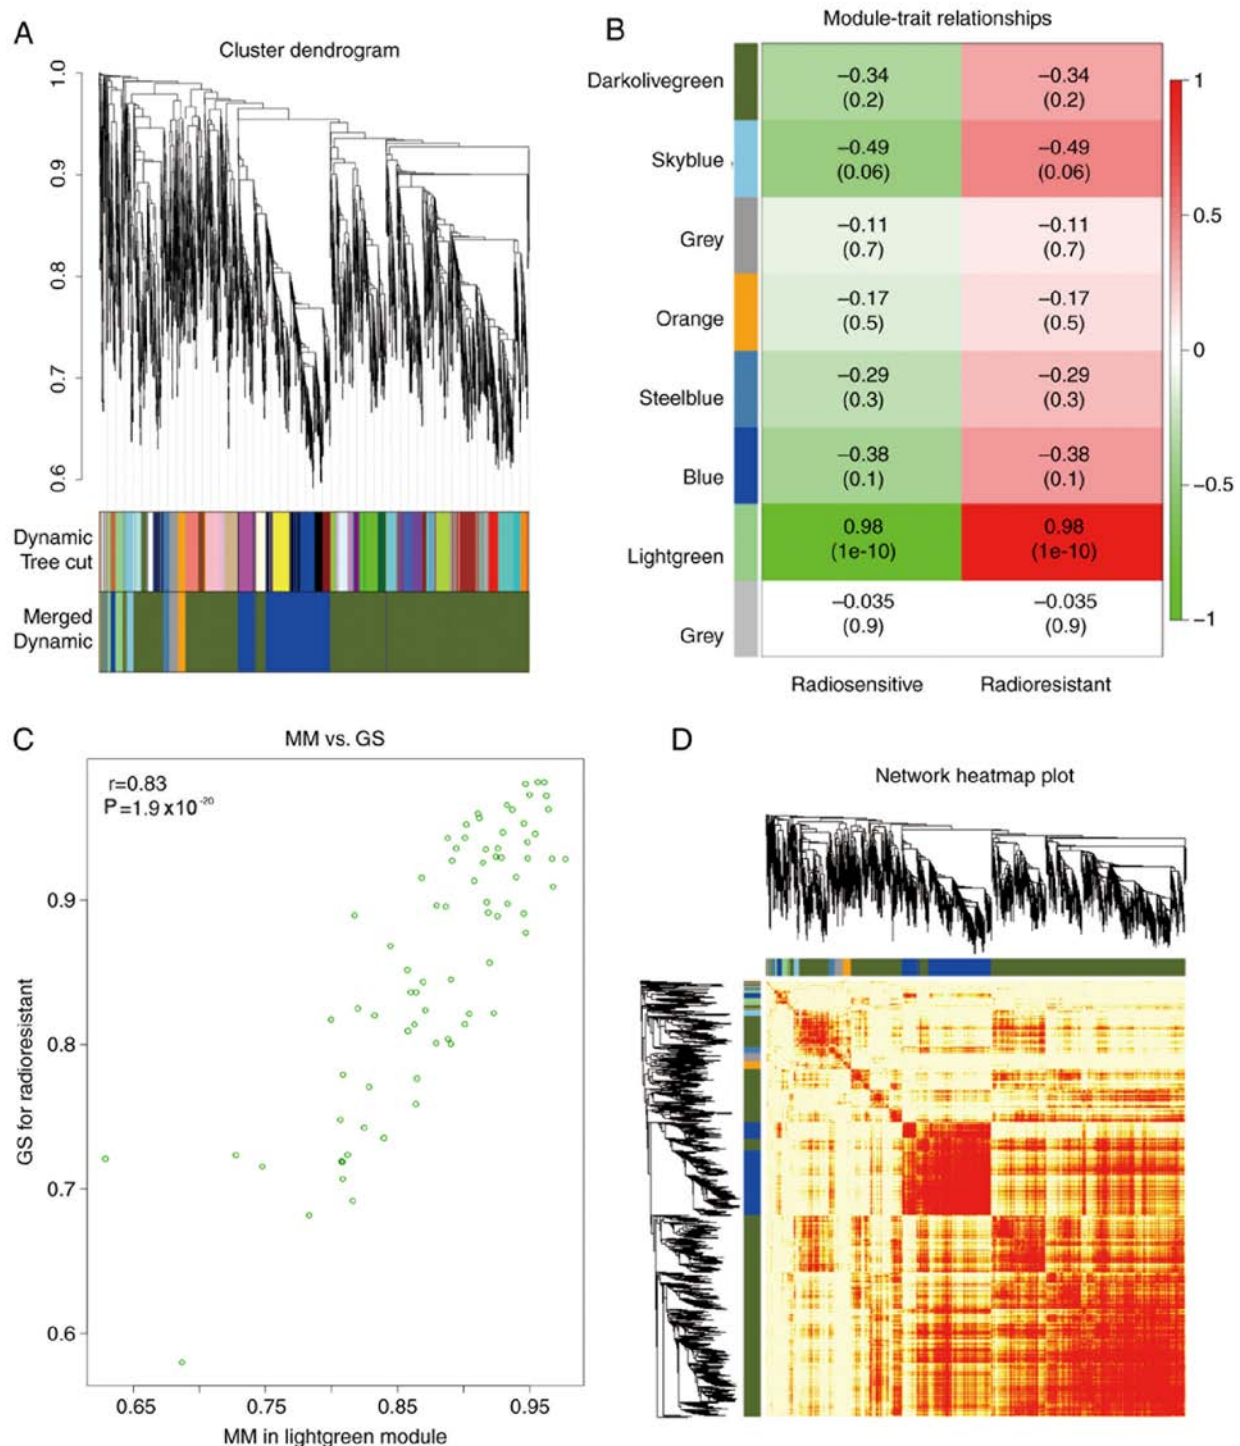 A
Cluster dendrogram
1.0
0.9
0.8
0.7
0.6
Dynamic
Tree cut
Merged
Dynamic
B
Module-trait relationships
Darkolivegreen
−0.34
(0.2)
−0.34
(0.2)
Skyblue
−0.49
(0.06)
−0.49
(0.06)
Grey
−0.11
(0.7)
−0.11
(0.7)
Orange
−0.17
(0.5)
−0.17
(0.5)
Steelblue
−0.29
(0.3)
−0.29
(0.3)
Blue
−0.38
(0.1)
−0.38
(0.1)
Lightgreen
0.98
(1e-10)
0.98
(1e-10)
Grey
−0.035
(0.9)
−0.035
(0.9)
Radiosensitive
Radioresistant
1
0.5
0
−0.5
−1
C
MM vs. GS
r=0.83
P=1.9x10⁻²⁰
GS for radioresistant
0.9
0.8
0.7
0.6
0.65
0.75
0.85
0.95
MM in lightgreen module
D
Network heatmap plot